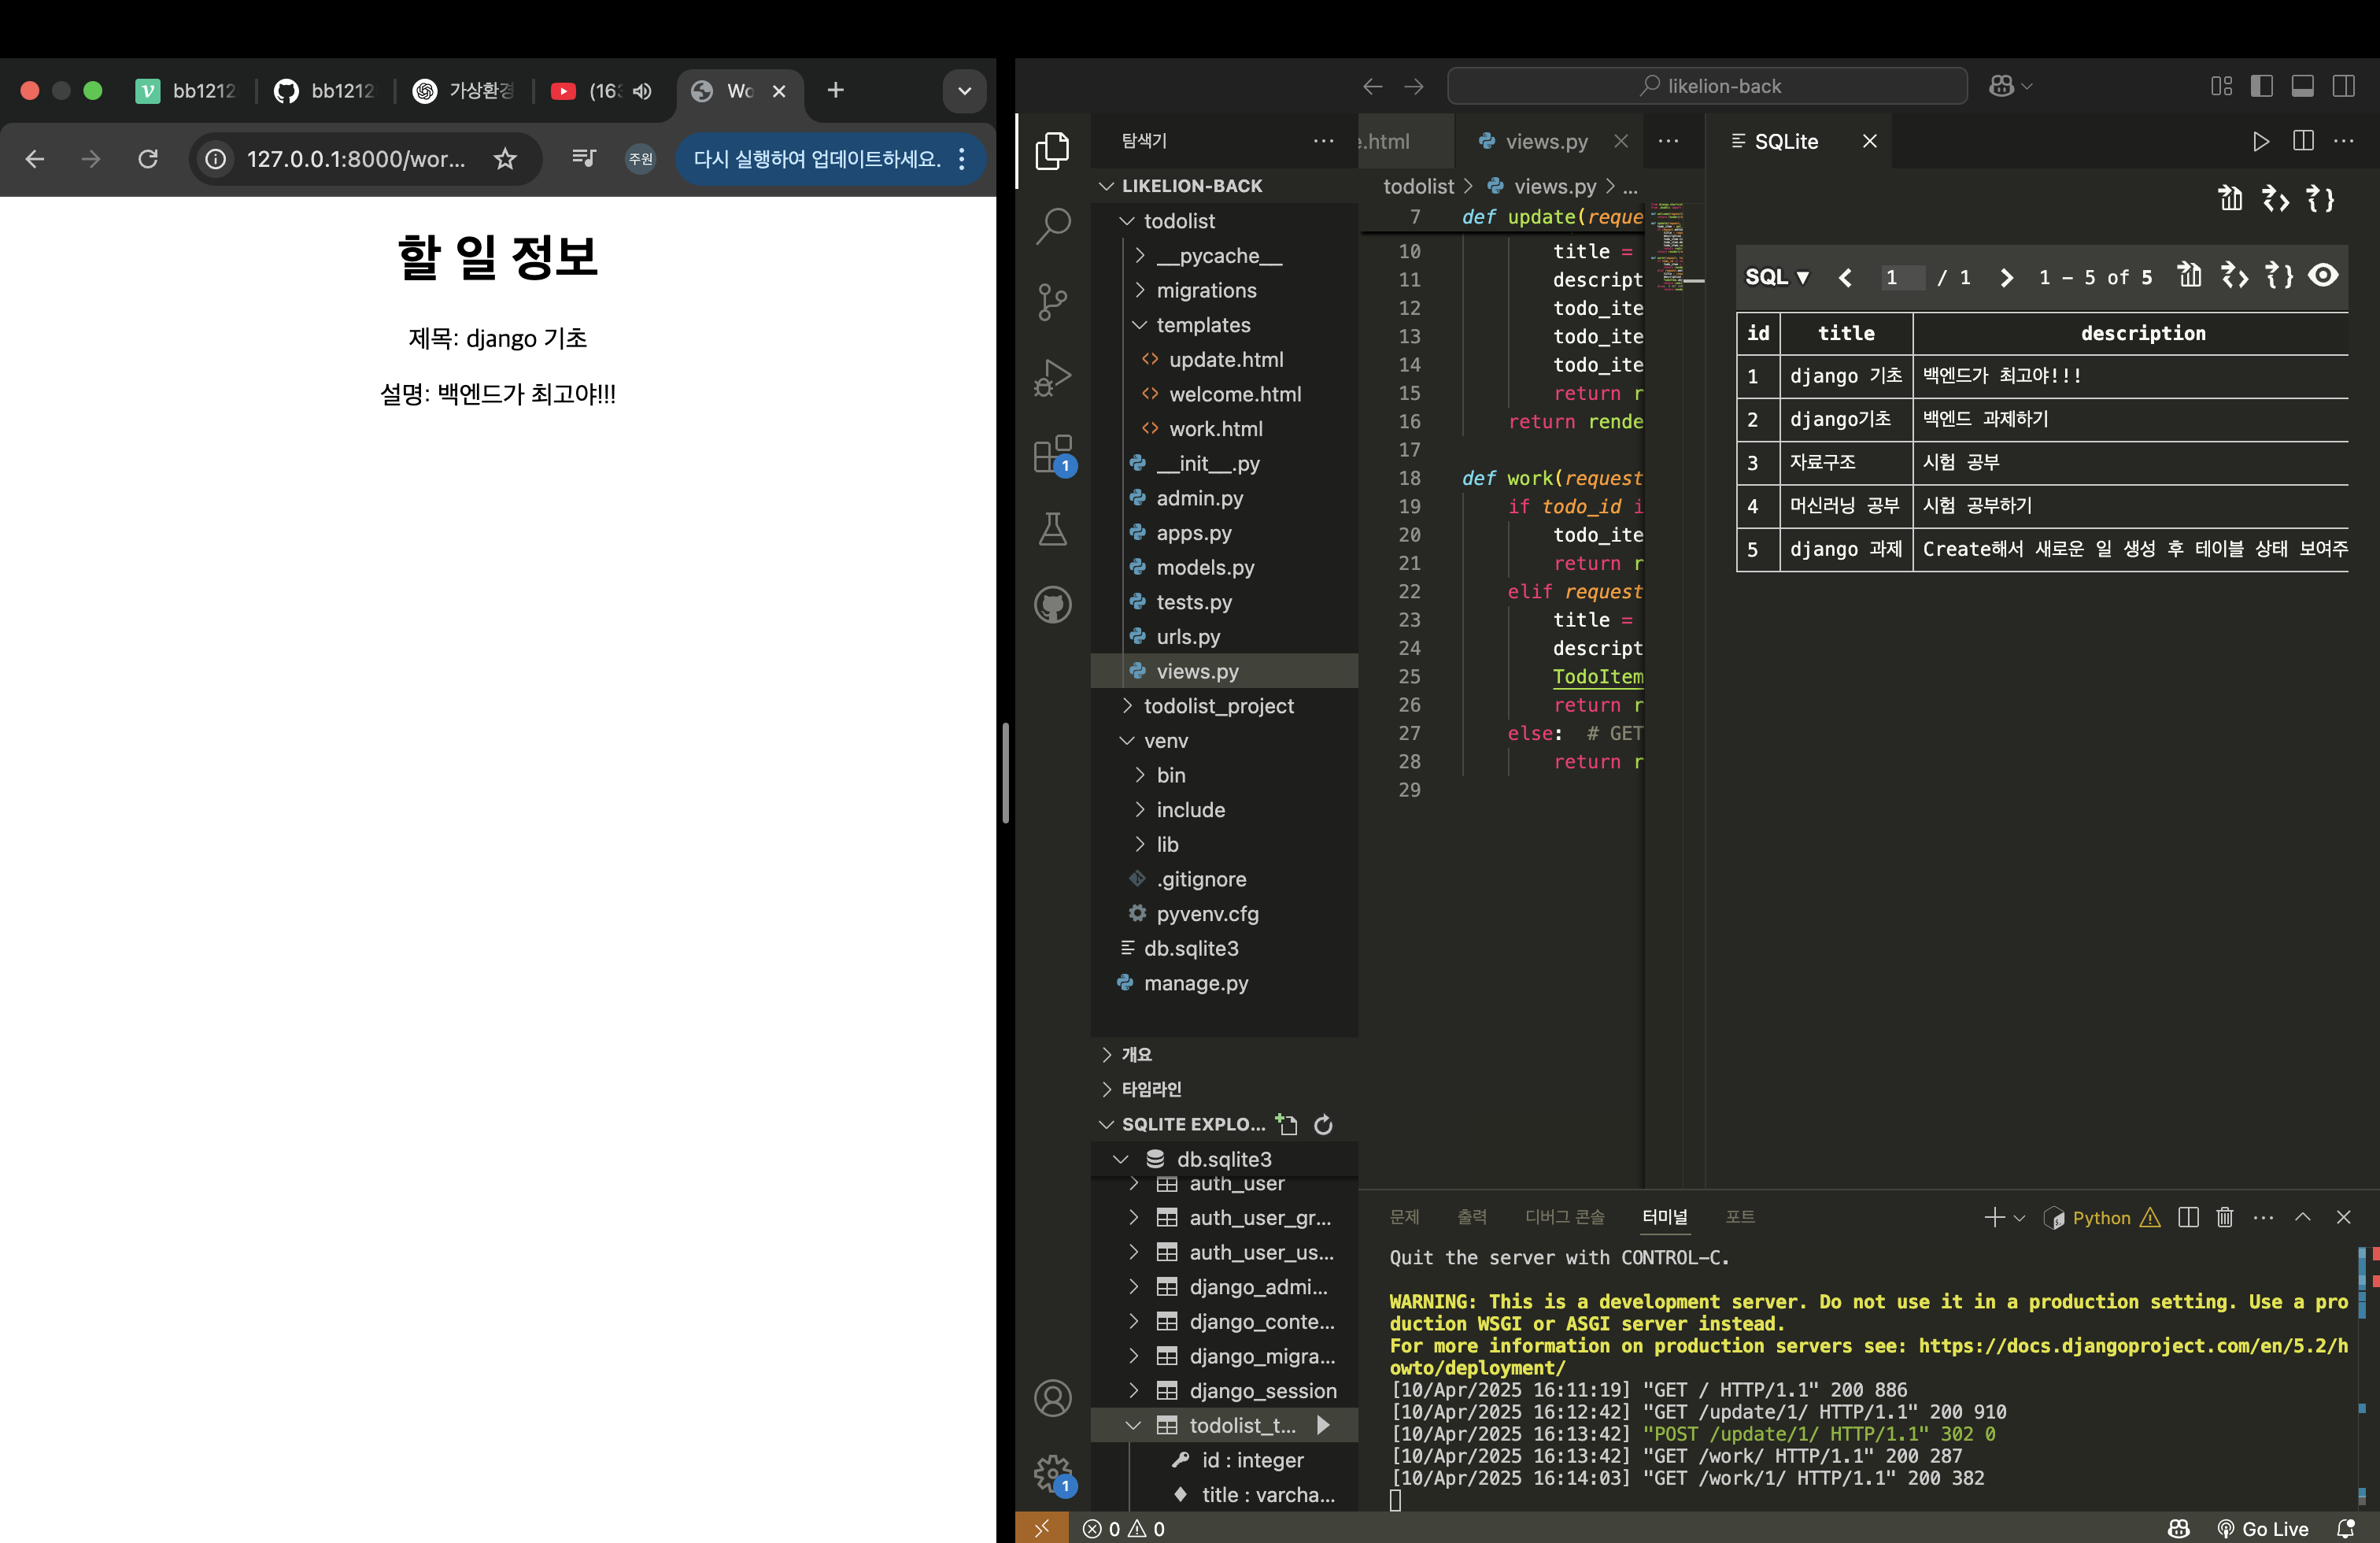 bb1212
bb1212
가상환경
(163
Wo
127.0.0.1:8000/wor...
주원
다시 실행하여 업데이트하세요.
할 일 정보
제목: django 기초
설명: 백엔드가 최고야!!!
likelion-back
탐색기
LIKELION-BACK
todolist
__pycache__
migrations
templates
update.html
welcome.html
work.html
__init__.py
admin.py
apps.py
models.py
tests.py
urls.py
views.py
todolist_project
venv
bin
include
lib
.gitignore
pyvenv.cfg
db.sqlite3
manage.py
개요
타임라인
SQLITE EXPLO...
db.sqlite3
auth_user
auth_user_gr...
auth_user_us...
django_admi...
django_conte...
django_migra...
django_session
todolist_t...
id : integer
title : varcha...
1
1
e.html
views.py
todolist > views.py > ...
7 def update(reque
10 title =
11 descript
12 todo_ite
13 todo_ite
14 todo_ite
15 return r
16 return rende
17
18 def work(request
19 if todo_id i
20 todo_ite
21 return r
22 elif request
23 title =
24 descript
25 TodoItem
26 return r
27 else: # GET
28 return r
29
SQLite
SQL ▼ 1 / 1 1 - 5 of 5
id title description
1 django 기초 백엔드가 최고야!!!
2 django기초 백엔드 과제하기
3 자료구조 시험 공부
4 머신러닝 공부 시험 공부하기
5 django 과제 Create해서 새로운 일 생성 후 테이블 상태 보여주
문제 출력 디버그 콘솔 터미널 포트
Python
Quit the server with CONTROL-C.
WARNING: This is a development server. Do not use it in a production setting. Use a pro
duction WSGI or ASGI server instead.
For more information on production servers see: https://docs.djangoproject.com/en/5.2/h
owto/deployment/
[10/Apr/2025 16:11:19] "GET / HTTP/1.1" 200 886
[10/Apr/2025 16:12:42] "GET /update/1/ HTTP/1.1" 200 910
[10/Apr/2025 16:13:42] "POST /update/1/ HTTP/1.1" 302 0
[10/Apr/2025 16:13:42] "GET /work/ HTTP/1.1" 200 287
[10/Apr/2025 16:14:03] "GET /work/1/ HTTP/1.1" 200 382
0 0
Go Live